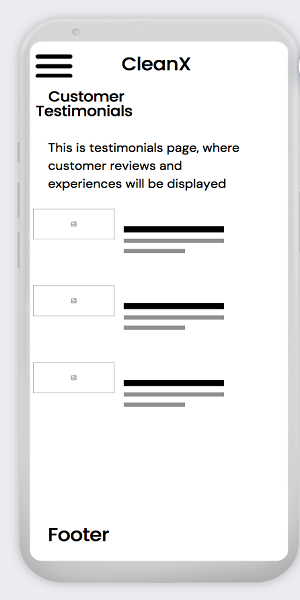 CleanX
Customer
Testimonials
This is testimonials page, where
customer reviews and
experiences will be displayed
Footer